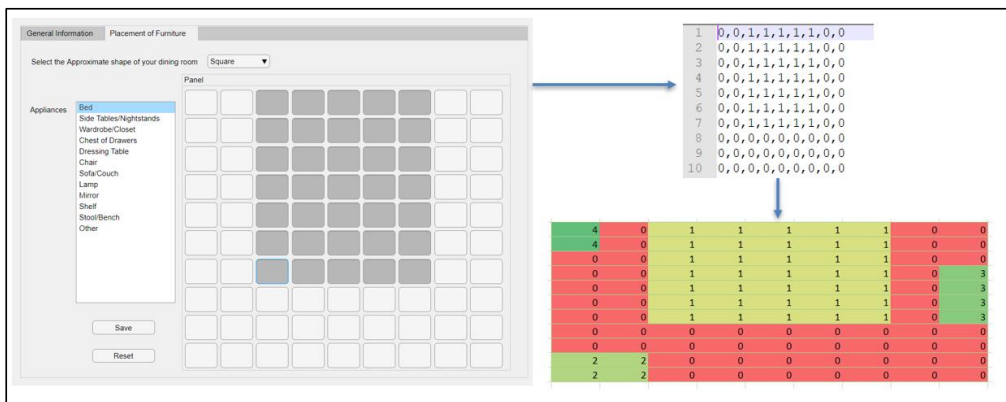 General Information Placement of Furniture
Select the Approximate shape of your dining room Square
Panel
Appliances
Bed
Side Tables/Nightstands
Wardrobe/Closet
Chest of Drawers
Dressing Table
Chair
Sofa/Couch
Lamp
Mirror
Shelf
Stool/Bench
Other
Save
Reset
1 0,0,1,1,1,1,1,0,0
2 0,0,1,1,1,1,1,0,0
3 0,0,1,1,1,1,1,0,0
4 0,0,1,1,1,1,1,0,0
5 0,0,1,1,1,1,1,0,0
6 0,0,1,1,1,1,1,0,0
7 0,0,1,1,1,1,1,0,0
8 0,0,0,0,0,0,0,0,0
9 0,0,0,0,0,0,0,0,0
10 0,0,0,0,0,0,0,0,0
4 0 1 1 1 1 1 0 0
4 0 1 1 1 1 1 0 0
0 0 1 1 1 1 1 0 0
0 0 1 1 1 1 1 0 3
0 0 1 1 1 1 1 0 3
0 0 1 1 1 1 1 0 3
0 0 1 1 1 1 1 0 3
0 0 0 0 0 0 0 0 0
0 0 0 0 0 0 0 0 0
2 2 0 0 0 0 0 0 0
2 2 0 0 0 0 0 0 0